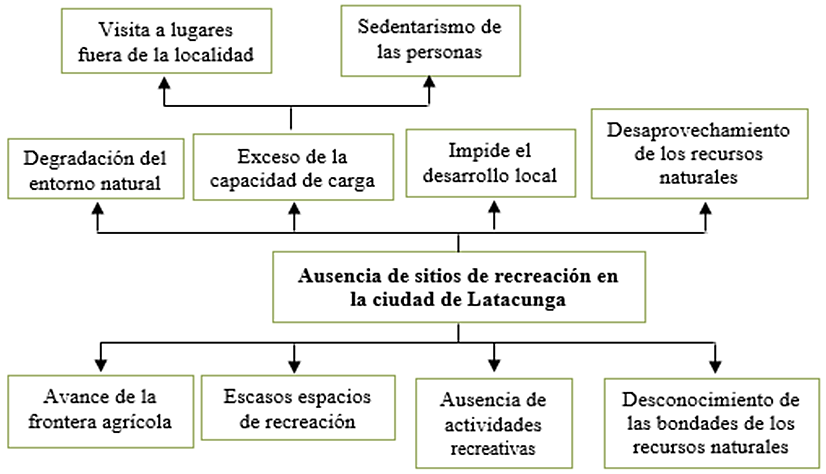 Visita a lugares
fuera de la localidad
Sedentarismo de
las personas
Degradación del
entorno natural
Exceso de la
capacidad de carga
Impide el
desarrollo local
Desaprovechamiento
de los recursos
naturales
Ausencia de sitios de recreación en
la ciudad de Latacunga
Avance de la
frontera agrícola
Escasos espacios
de recreación
Ausencia de
actividades
recreativas
Desconocimiento de
las bondades de los
recursos naturales